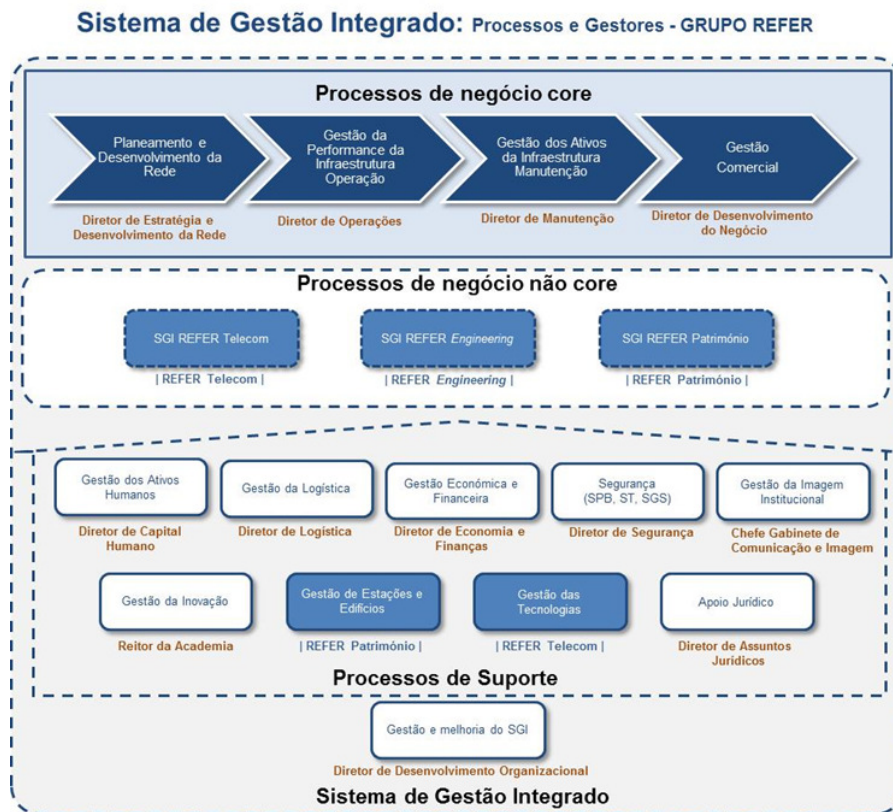 Sistema de Gestão Integrado: Processos e Gestores - GRUPO REFER
Processos de negócio core
Planeamento e
Desenvolvimento da
Rede
Gestão da
Performance da
Infraestrutura
Operação
Gestão dos Ativos
da Infraestrutura
Manutenção
Gestão
Comercial
Diretor de Estratégia e
Desenvolvimento da Rede
Diretor de Operações
Diretor de Manutenção
Diretor de Desenvolvimento
do Negócio
Processos de negócio não core
SGI REFER Telecom
SGI REFER Engineering
SGI REFER Património
| REFER Telecom |
| REFER Engineering |
| REFER Património |
Gestão dos Ativos
Humanos
Gestão da Logística
Gestão Económica e
Financeira
Segurança
(SPB, ST, SGS)
Gestão da Imagem
Institucional
Diretor de Capital
Humano
Diretor de Logística
Diretor de Economia e
Finanças
Diretor de Segurança
Chefe Gabinete de
Comunicação e Imagem
Gestão da Inovação
Gestão de Estações e
Edifícios
Gestão das
Tecnologias
Apoio Jurídico
Reitor da Academia
| REFER Património |
| REFER Telecom |
Diretor de Assuntos
Jurídicos
Processos de Suporte
Gestão e melhoria do SGI
Diretor de Desenvolvimento Organizacional
Sistema de Gestão Integrado